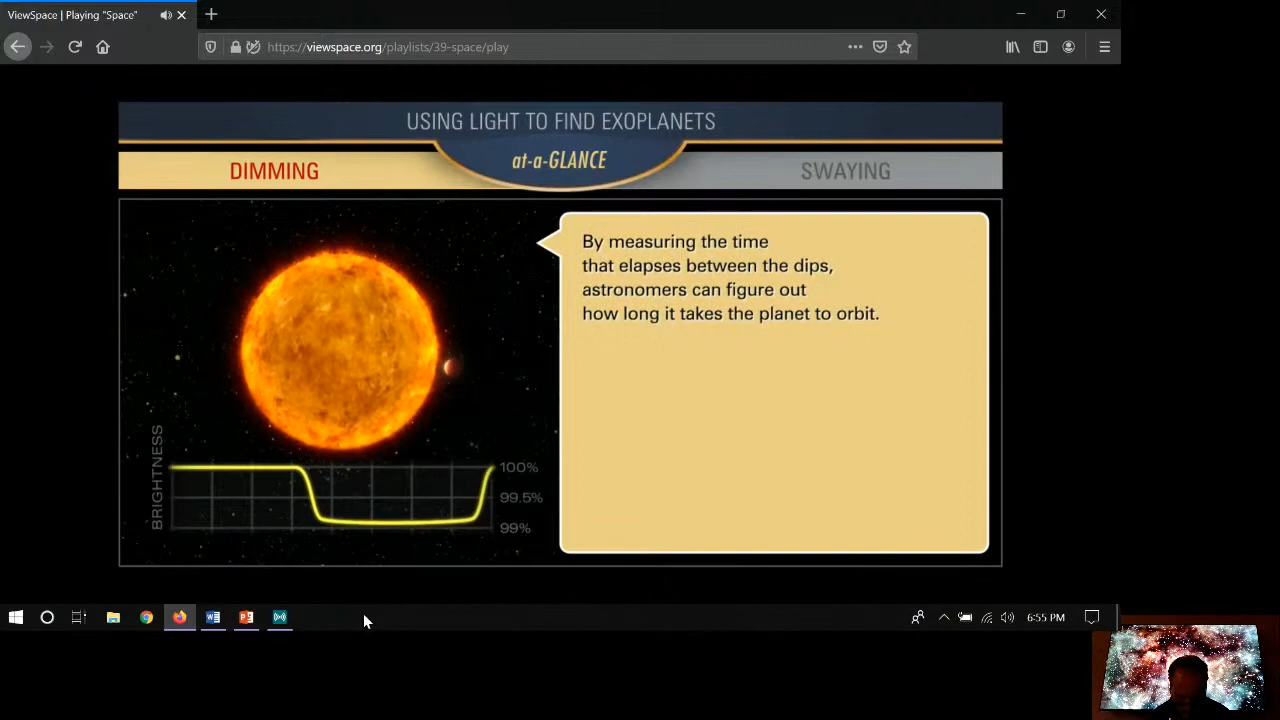 ViewSpace | Playing "Space"
https://viewspace.org/playlists/39-space/play
USING LIGHT TO FIND EXOPLANETS
at-a-GLANCE
DIMMING
SWAYING
By measuring the time
that elapses between the dips,
astronomers can figure out
how long it takes the planet to orbit.
BRIGHTNESS
100%
99.5%
99%
6:55 PM